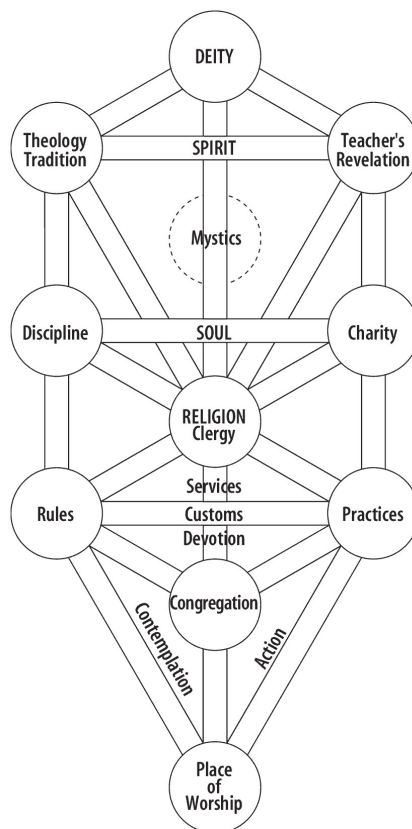 DEITY
Theology
Tradition
SPIRIT
Teacher's
Revelation
Mystics
Discipline
SOUL
Charity
RELIGION
Clergy
Services
Rules
Customs
Practices
Devotion
Congregation
Contemplation
Action
Place
of
Worship